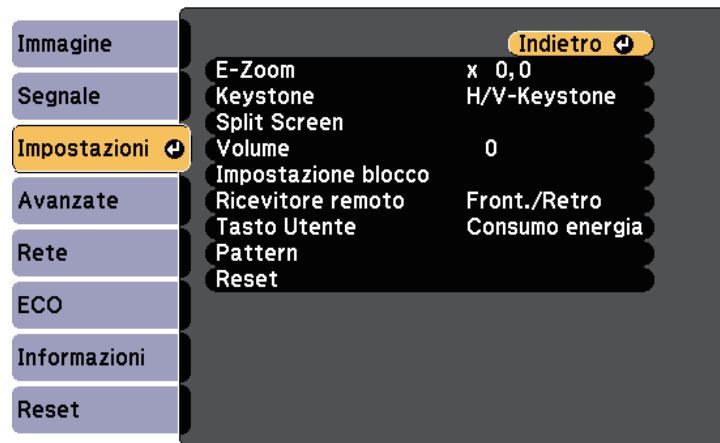 Immagine
Segnale
Impostazioni
Avanzate
Rete
ECO
Informazioni
Reset
Indietro
E-Zoom x 0,0
Keystone H/V-Keystone
Split Screen
Volume 0
Impostazione blocco
Ricevitore remoto Front./Retro
Tasto Utente Consumo energia
Pattern
Reset